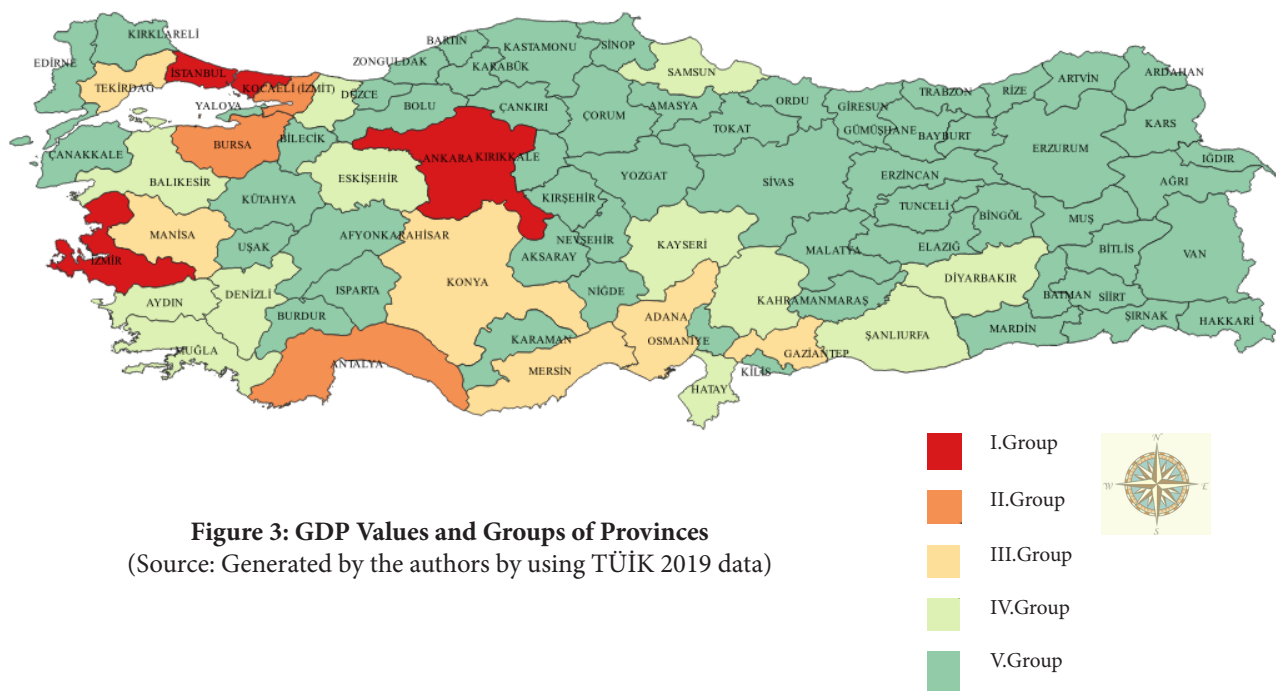 KIRKLARELİ
EDİRNE
TEKİRDAĞ
İSTANBUL
KOCAELİ (İZMİT)
YALOVA
DÜZCE
ZONGULDAK
BARTIN
KARABÜK
KASTAMONU
SİNOP
SAMSUN
BOLU
ÇANKIRI
ÇORUM
AMASYA
TOKAT
ORDU
GİRESUN
TRABZON
RİZE
ARTVİN
ARDAHAN
GÜMÜŞHANE
BAYBURT
KARS
ERZURUM
IĞDIR
AĞRI
ÇANAKKALE
BURSA
BİLECİK
BALIKESİR
ESKİŞEHİR
ANKARA
KIRIKKALE
YOZGAT
SİVAS
ERZİNCAN
TUNCELİ
BİNGÖL
MUŞ
KÜTAHYA
KIRŞEHİR
NEVŞEHİR
KAYSERİ
MALATYA
ELAZIĞ
BİTLİS
VAN
MANİSA
UŞAK
AFYONKARAHİSAR
AKSARAY
İZMİR
KONYA
NİĞDE
KAHRAMANMARAŞ
DİYARBAKIR
BATMAN
SİİRT
ŞIRNAK
HAKKARİ
AYDIN
DENİZLİ
ISPARTA
BURDUR
ADANA
OSMANİYE
ŞANLIURFA
MARDİN
KARAMAN
GAZİANTEP
MUĞLA
ANTALYA
MERSİN
KİLİS
HATAY
I.Group
II.Group
III.Group
IV.Group
V.Group
N
W
E
S
Figure 3: GDP Values and Groups of Provinces
(Source: Generated by the authors by using TÜİK 2019 data)